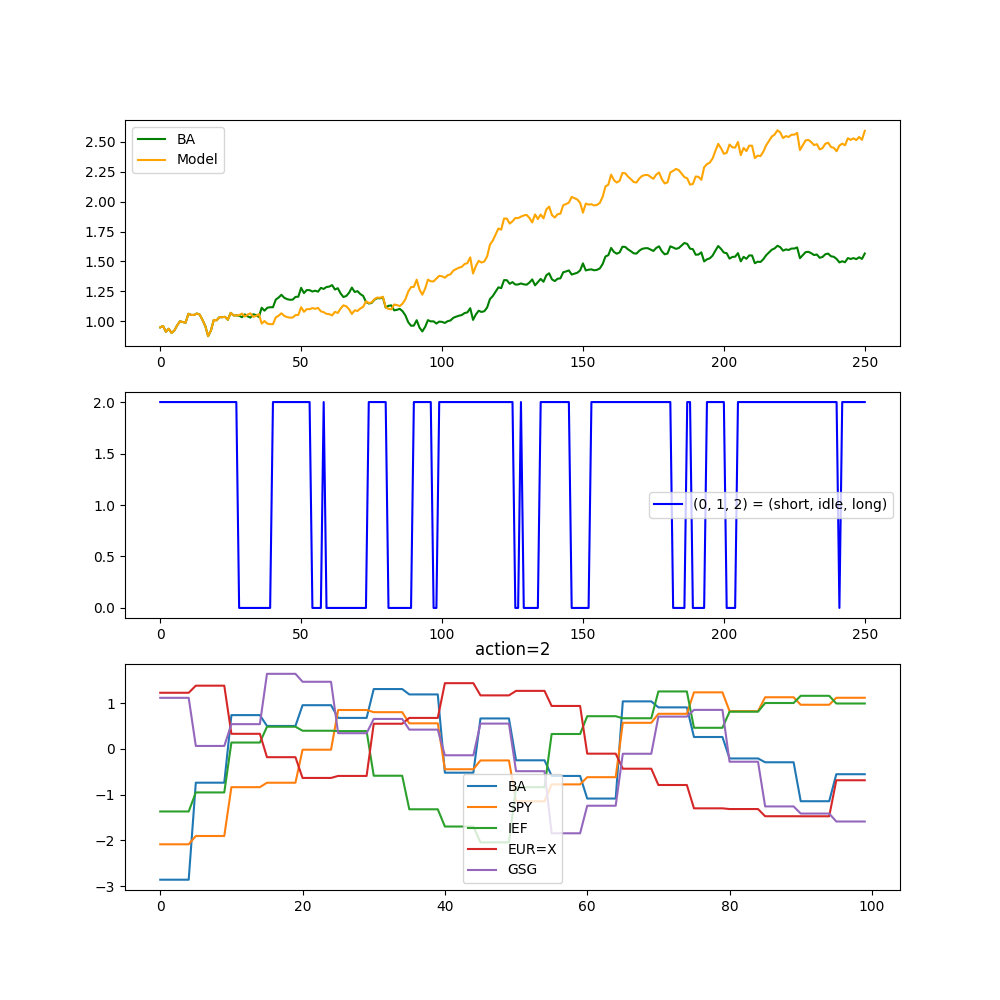 BA
Model
2.50
2.25
2.00
1.75
1.50
1.25
1.00
0 50 100 150 200 250
2.0
1.5
1.0
0.5
0.0
(0, 1, 2) = (short, idle, long)
0 50 100 150 200 250
action=2
1
0
−1
−2
−3
BA
SPY
IEF
EUR=X
GSG
0 20 40 60 80 100